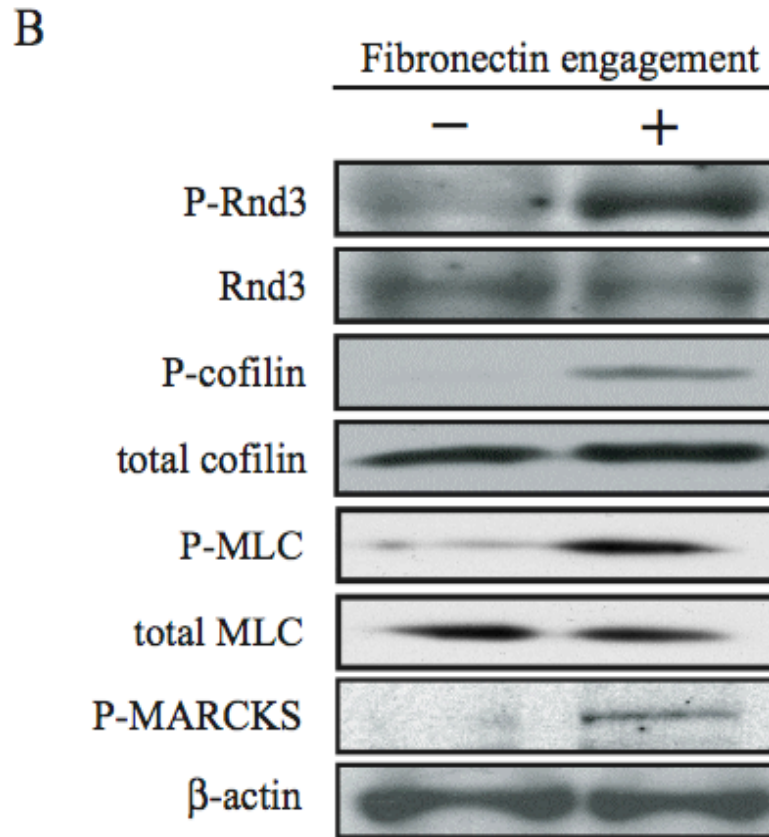 B
Fibronectin engagement
− +
P-Rnd3
Rnd3
P-cofilin
total cofilin
P-MLC
total MLC
P-MARCKS
β-actin